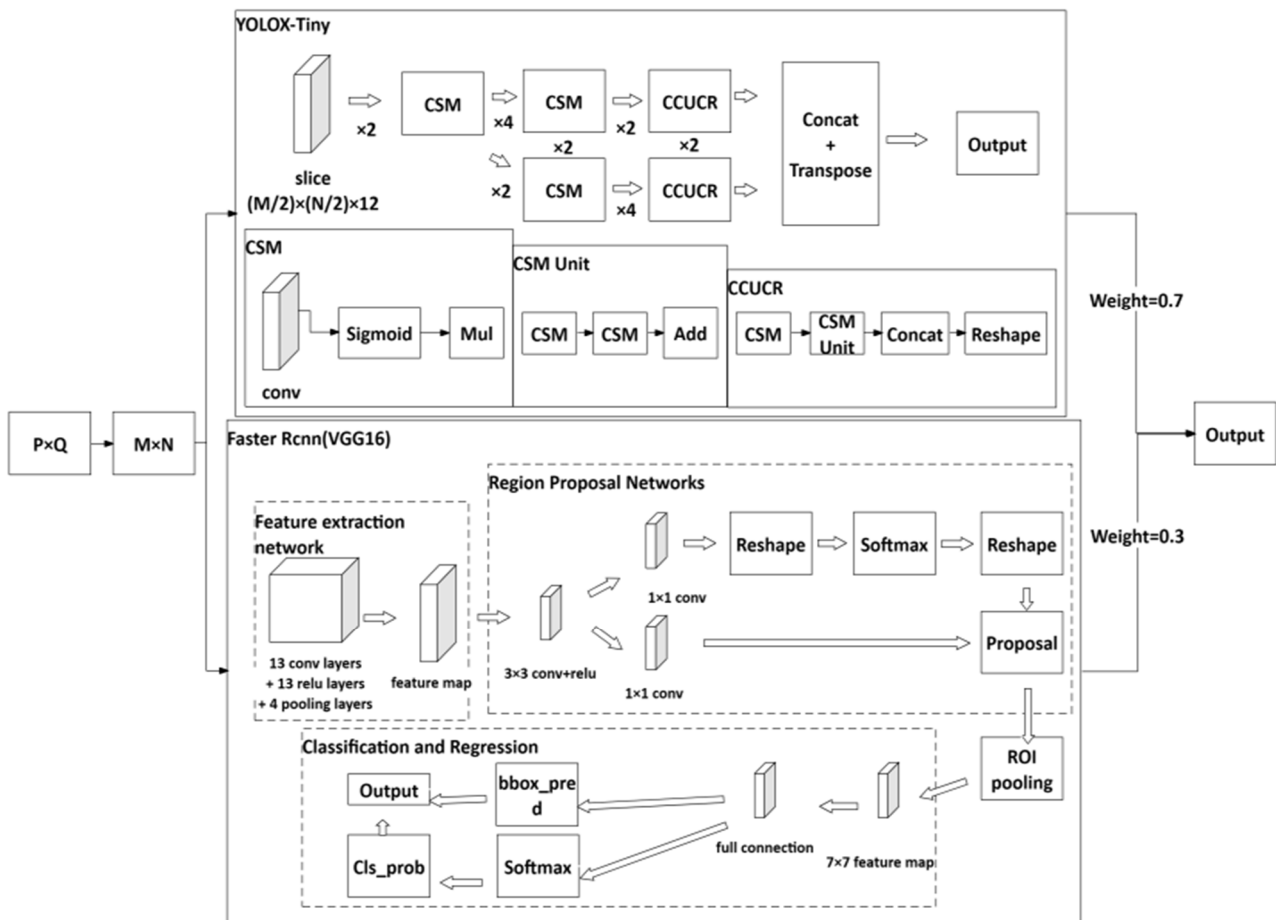 YOLOX-Tiny
slice
(M/2)×(N/2)×12
×2
CSM
×4
CSM
×2
×2
CCUCR
×2
×2
CSM
×4
CCUCR
Concat
+
Transpose
Output
CSM
conv
Sigmoid
Mul
CSM Unit
CSM
CSM
Add
CCUCR
CSM
CSM
Unit
Concat
Reshape
P×Q
M×N
Weight=0.7
Output
Weight=0.3
Faster Rcnn(VGG16)
Feature extraction
network
13 conv layers
+ 13 relu layers
+ 4 pooling layers
feature map
Region Proposal Networks
3×3 conv+relu
1×1 conv
1×1 conv
Reshape
Softmax
Reshape
Proposal
ROI
pooling
Classification and Regression
7×7 feature map
full connection
bbox_pre
d
Output
Softmax
Cls_prob